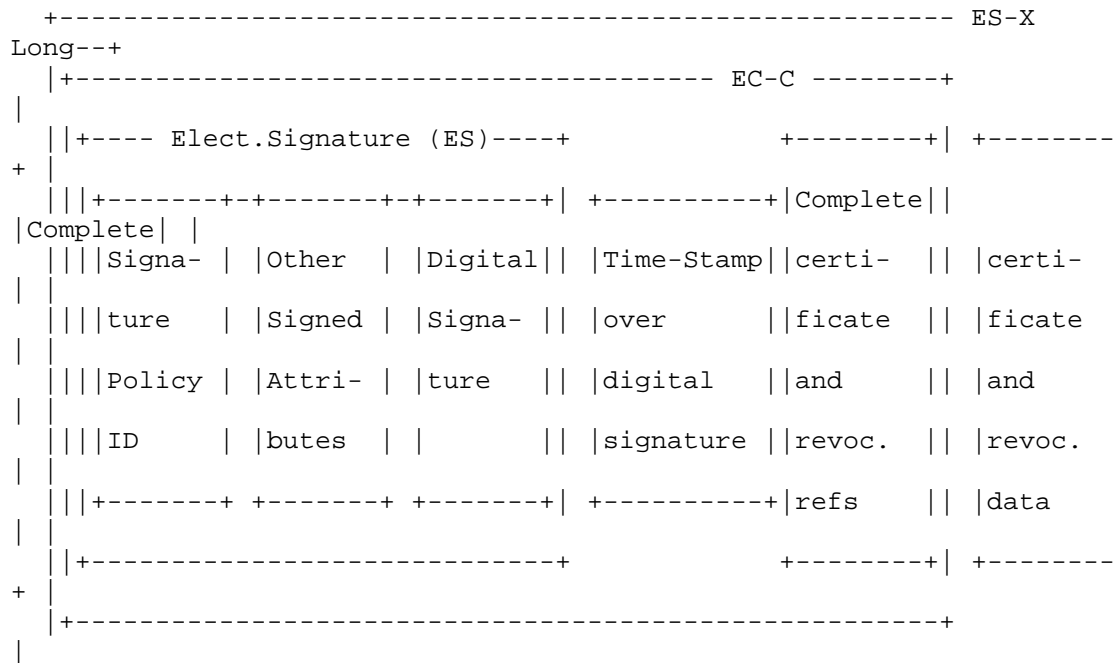 +--------------------------------------------------------- ES-X
Long--+
|+---------------------------------------- EC-C --------+
|
||+---- Elect.Signature (ES)----+ +--------+| +--------
+ |
|||+-------+-+-------+-+-------+| +----------+|Complete||
|Complete| |
||||Signa- | |Other | |Digital|| |Time-Stamp||certi- || |certi-
| |
||||ture | |Signed | |Signa- || |over ||ficate || |ficate
| |
||||Policy | |Attri- | |ture || |digital ||and || |and
| |
||||ID | |butes | | || |signature ||revoc. || |revoc.
| |
|||+-------+ +-------+ +-------+| +----------+|refs || |data
| |
||+-----------------------------+ +--------+| +--------
+ |
|+------------------------------------------------------+
|